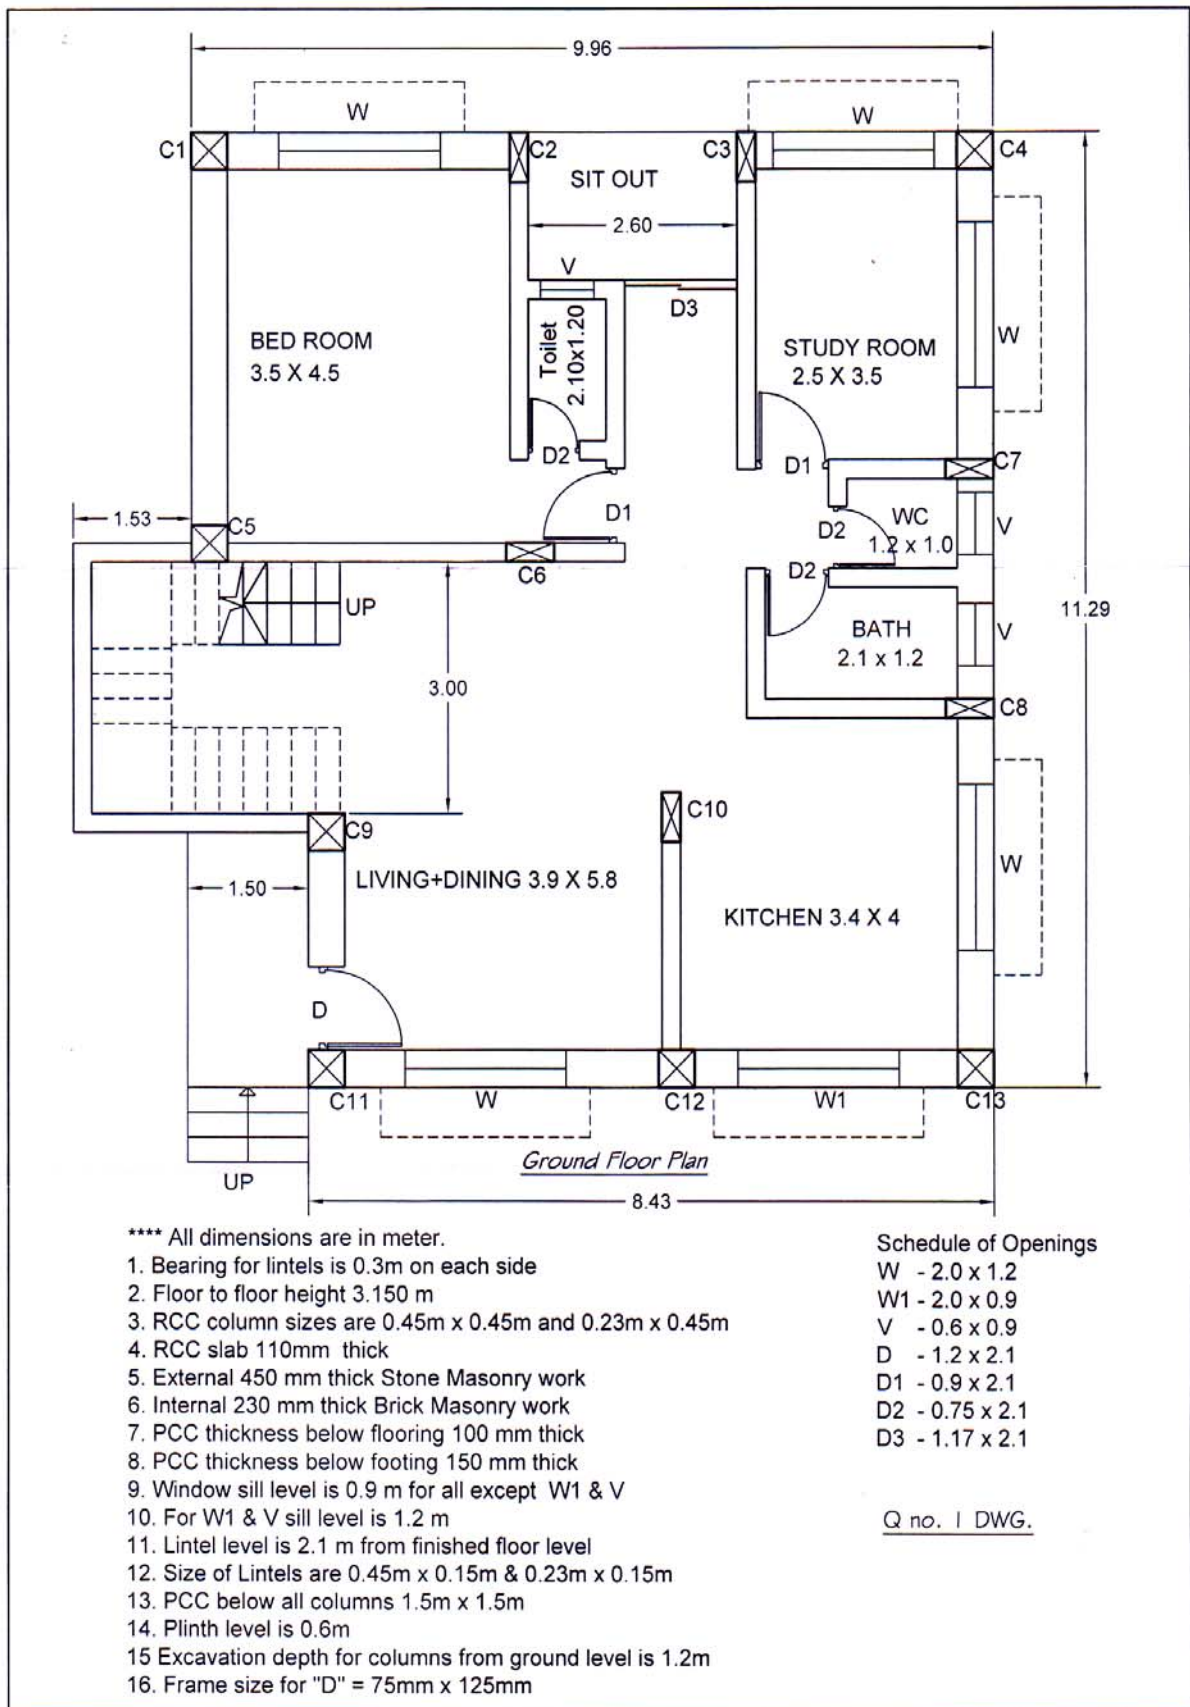 9.96
W
W
C1
C2
C3
C4
SIT OUT
2.60
V
D3
W
BED ROOM
3.5 X 4.5
Toilet
2.10x1.20
STUDY ROOM
2.5 X 3.5
D2
D1
C7
1.53
C5
D1
D2
WC
1.2 x 1.0
V
C6
D2
UP
11.29
BATH
2.1 x 1.2
V
3.00
C8
C10
C9
W
1.50
LIVING+DINING 3.9 X 5.8
KITCHEN 3.4 X 4
D
C11
W
C12
W1
C13
Ground Floor Plan
UP
8.43
**** All dimensions are in meter.
1. Bearing for lintels is 0.3m on each side
2. Floor to floor height 3.150 m
3. RCC column sizes are 0.45m x 0.45m and 0.23m x 0.45m
4. RCC slab 110mm thick
5. External 450 mm thick Stone Masonry work
6. Internal 230 mm thick Brick Masonry work
7. PCC thickness below flooring 100 mm thick
8. PCC thickness below footing 150 mm thick
9. Window sill level is 0.9 m for all except W1 & V
10. For W1 & V sill level is 1.2 m
11. Lintel level is 2.1 m from finished floor level
12. Size of Lintels are 0.45m x 0.15m & 0.23m x 0.15m
13. PCC below all columns 1.5m x 1.5m
14. Plinth level is 0.6m
15 Excavation depth for columns from ground level is 1.2m
16. Frame size for "D" = 75mm x 125mm
Schedule of Openings
W - 2.0 x 1.2
W1 - 2.0 x 0.9
V - 0.6 x 0.9
D - 1.2 x 2.1
D1 - 0.9 x 2.1
D2 - 0.75 x 2.1
D3 - 1.17 x 2.1
Q no. 1 DWG.